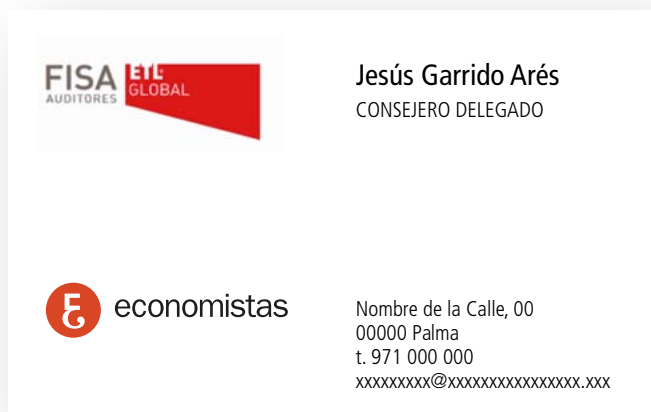 FISA
AUDITORES
ETL
GLOBAL
Jesús Garrido Arés
CONSEJERO DELEGADO
economistas
Nombre de la Calle, 00
00000 Palma
t. 971 000 000
xxxxxxxxx@xxxxxxxxxxxxxxxx.xxx